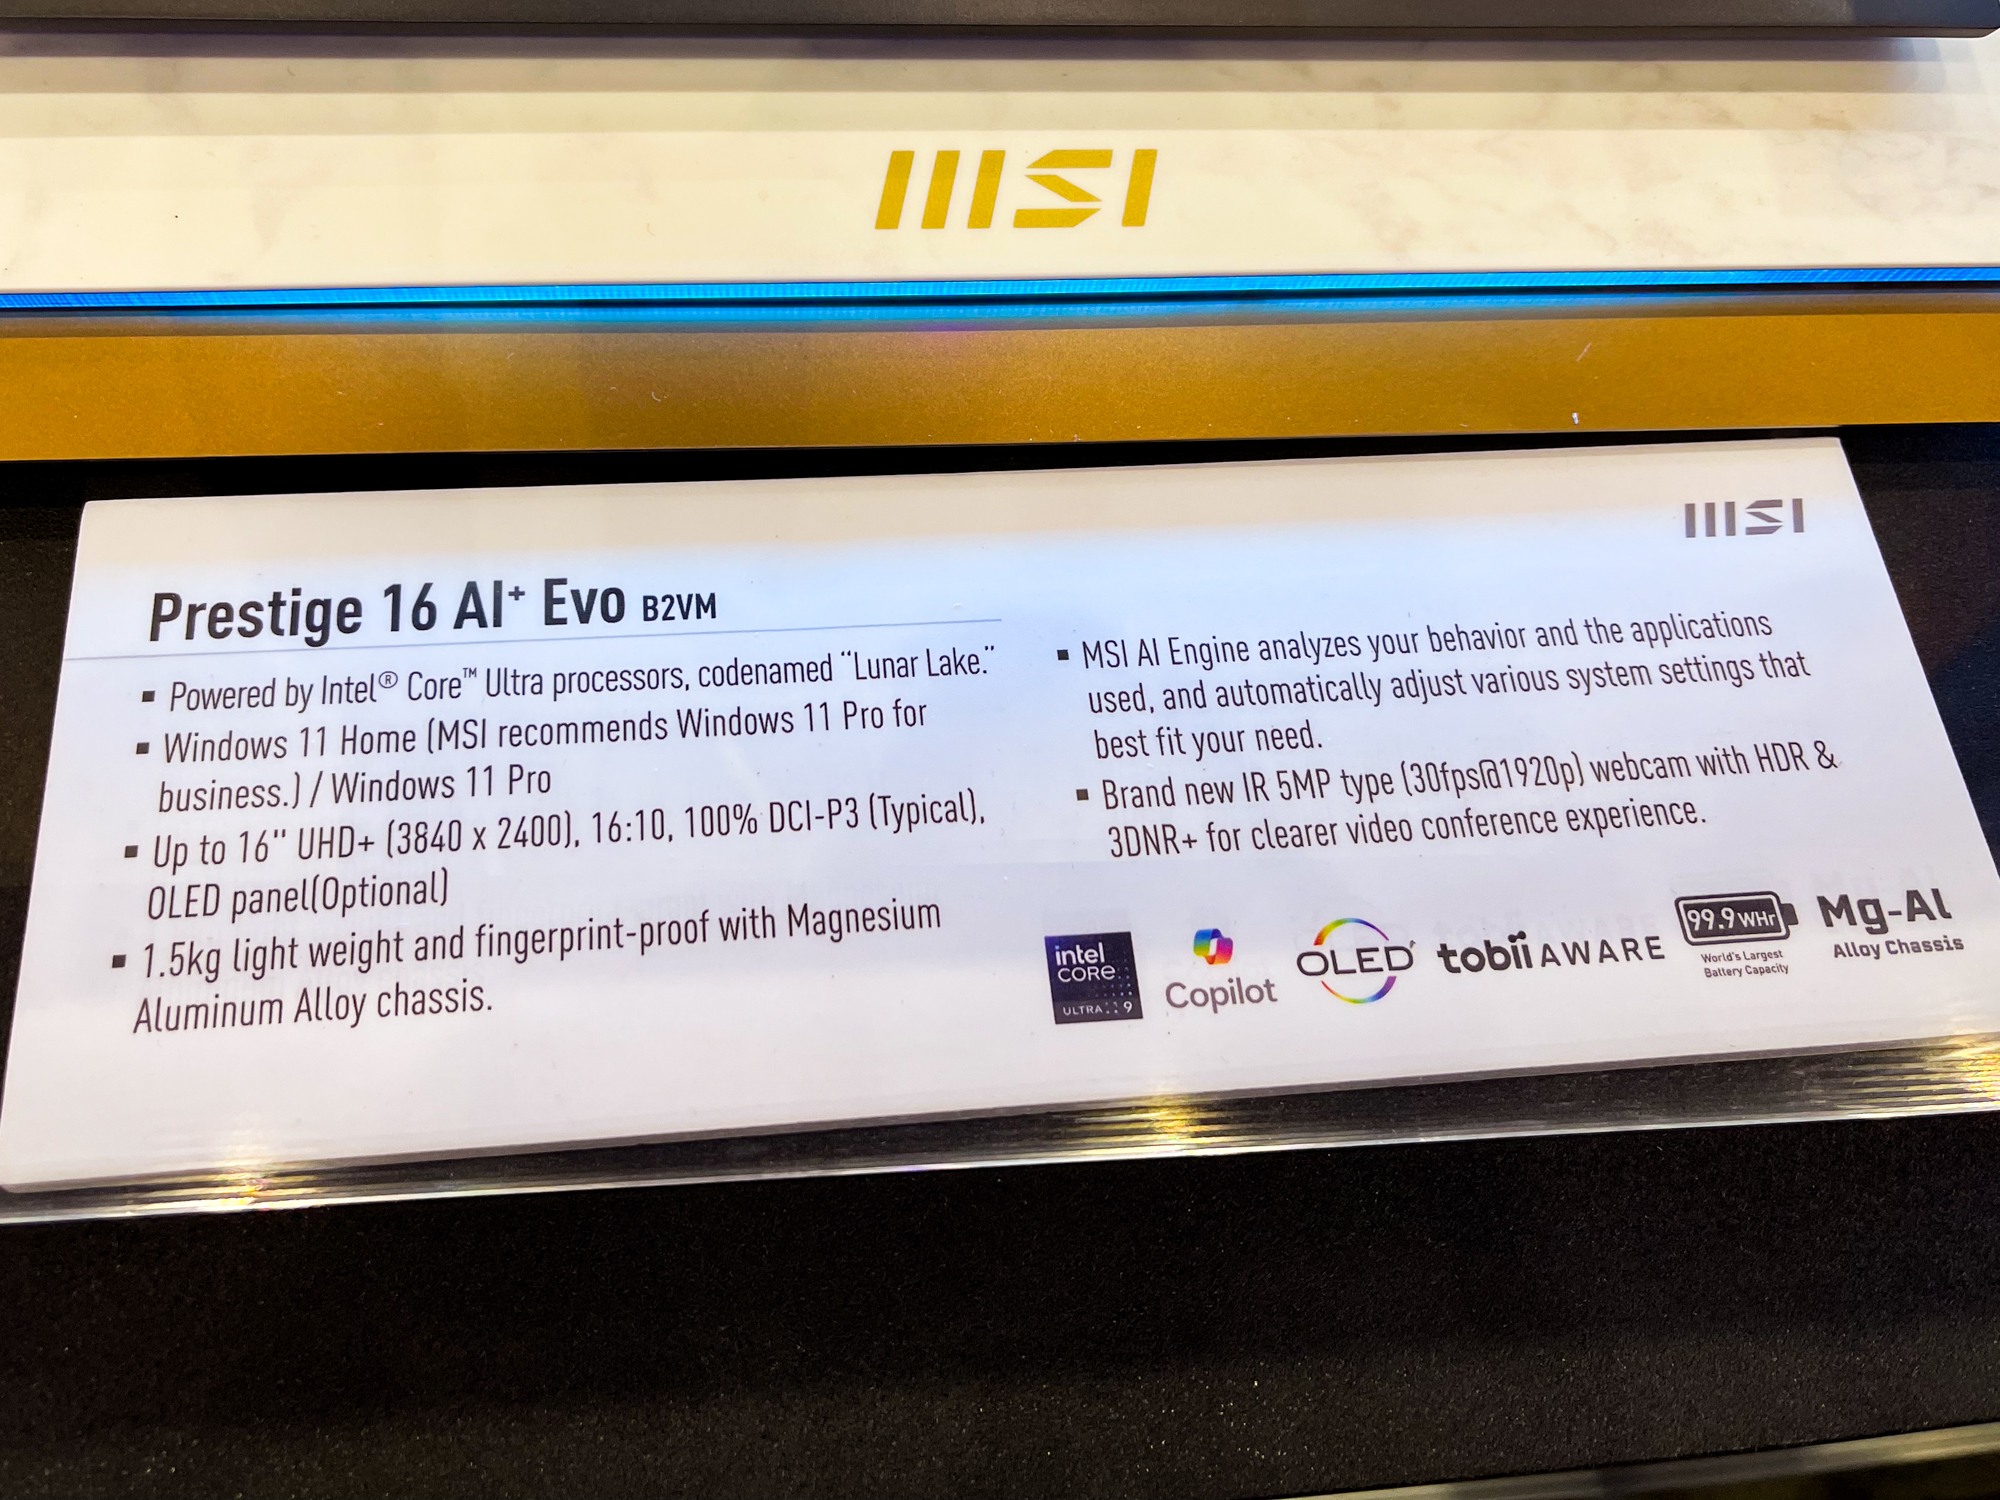 MSI
MSI
Prestige 16 AI+ Evo B2VM
▪ Powered by Intel® Core™ Ultra processors, codenamed “Lunar Lake.”
▪ Windows 11 Home (MSI recommends Windows 11 Pro for
business.) / Windows 11 Pro
▪ Up to 16" UHD+ (3840 x 2400), 16:10, 100% DCI-P3 (Typical),
OLED panel(Optional)
▪ 1.5kg light weight and fingerprint-proof with Magnesium
Aluminum Alloy chassis.
▪ MSI AI Engine analyzes your behavior and the applications
used, and automatically adjust various system settings that
best fit your need.
▪ Brand new IR 5MP type (30fps@1920p) webcam with HDR &
3DNR+ for clearer video conference experience.
intel
CORE
ULTRA 9
Copilot
OLED
tobii AWARE
99.9WHr
World's Largest
Battery Capacity
Mg-Al
Alloy Chassis